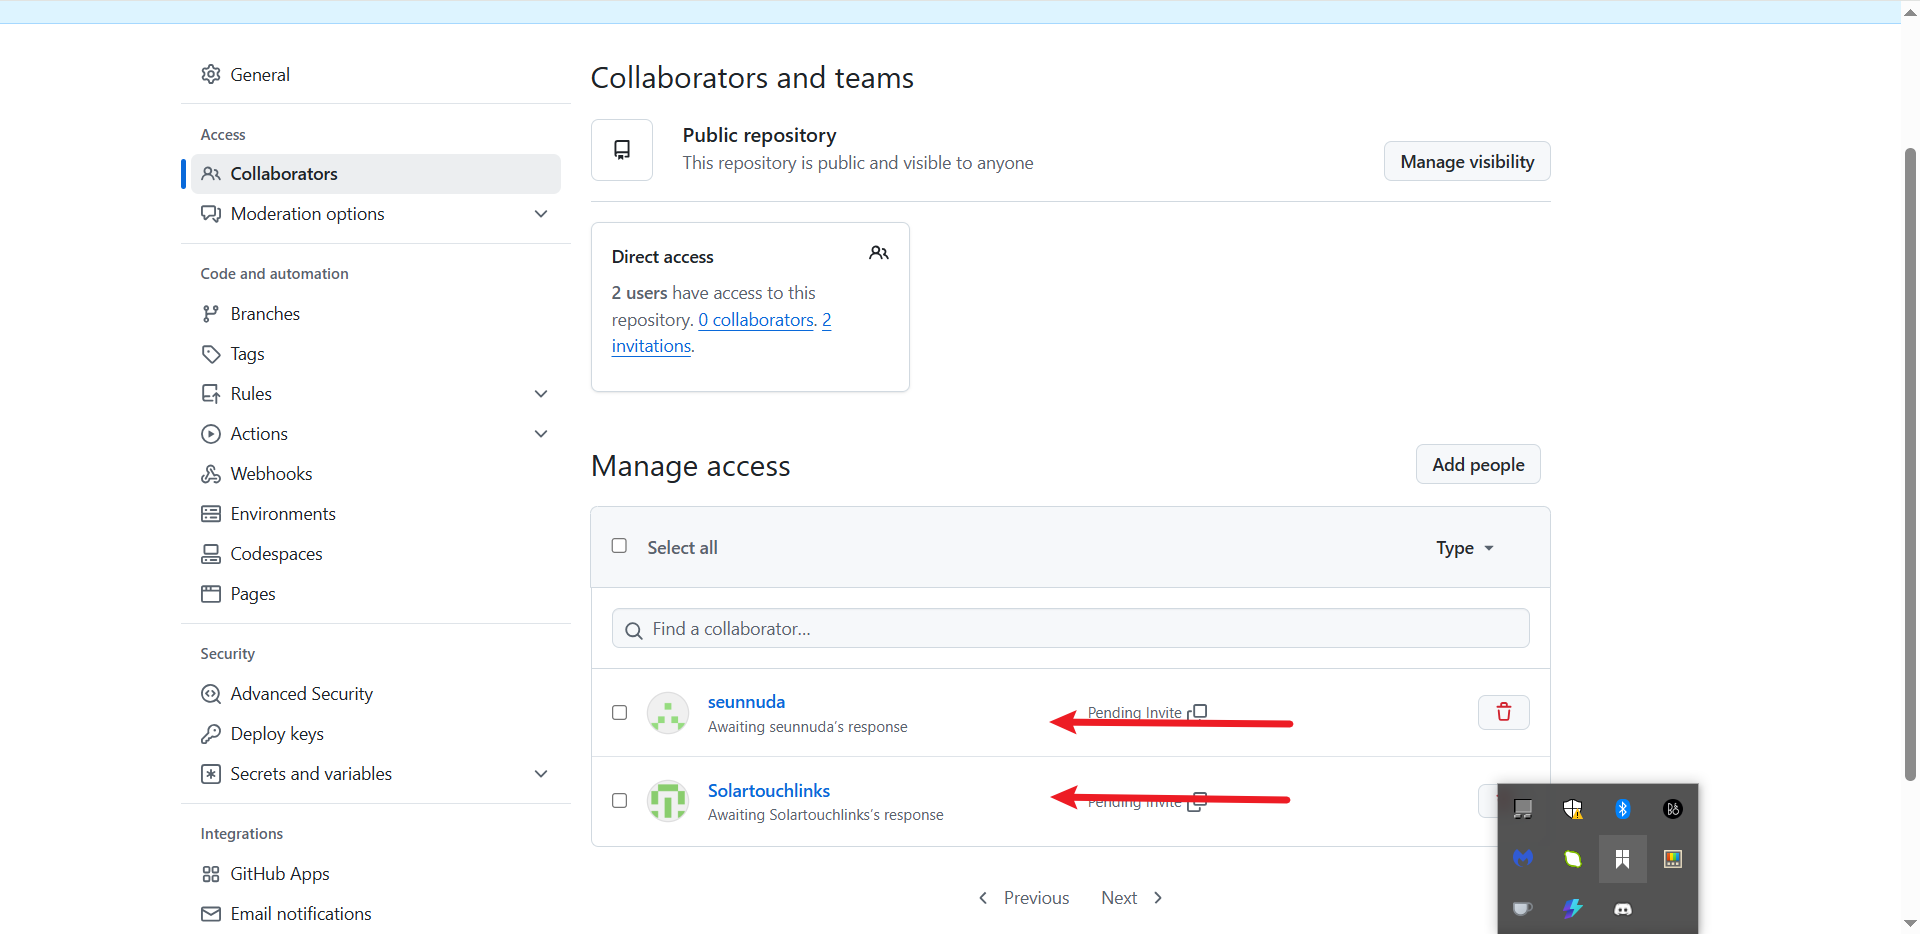 General
Access
Collaborators
Moderation options
Code and automation
Branches
Tags
Rules
Actions
Webhooks
Environments
Codespaces
Pages
Security
Advanced Security
Deploy keys
Secrets and variables
Integrations
GitHub Apps
Email notifications
Collaborators and teams
Public repository
This repository is public and visible to anyone
Manage visibility
Direct access
2 users have access to this
repository. 0 collaborators. 2
invitations.
Manage access
Add people
Select all
Type
Find a collaborator...
seunnuda
Awaiting seunnuda's response
Pending Invite
Solartouchlinks
Awaiting Solartouchlinks's response
Pending Invite
Previous
Next